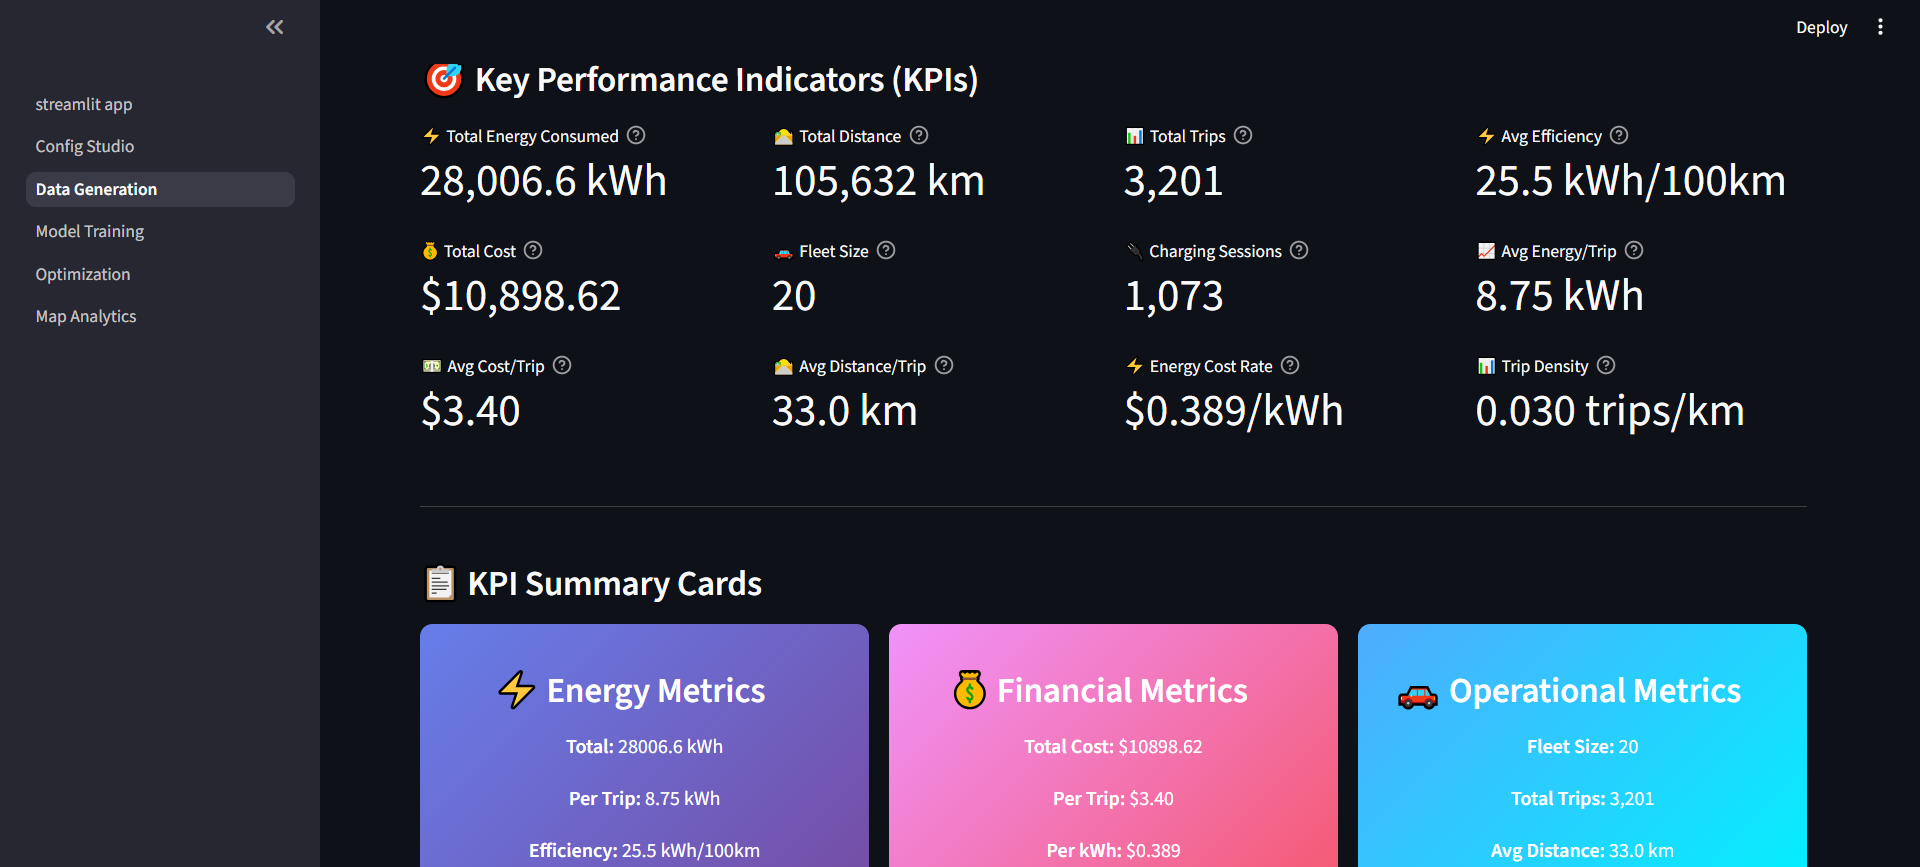 Deploy
streamlit app
Config Studio
Data Generation
Model Training
Optimization
Map Analytics
Key Performance Indicators (KPIs)
Total Energy Consumed
28,006.6 kWh
Total Distance
105,632 km
Total Trips
3,201
Avg Efficiency
25.5 kWh/100km
Total Cost
$10,898.62
Fleet Size
20
Charging Sessions
1,073
Avg Energy/Trip
8.75 kWh
Avg Cost/Trip
$3.40
Avg Distance/Trip
33.0 km
Energy Cost Rate
$0.389/kWh
Trip Density
0.030 trips/km
KPI Summary Cards
Energy Metrics
Total: 28006.6 kWh
Per Trip: 8.75 kWh
Efficiency: 25.5 kWh/100km
Financial Metrics
Total Cost: $10898.62
Per Trip: $3.40
Per kWh: $0.389
Operational Metrics
Fleet Size: 20
Total Trips: 3,201
Avg Distance: 33.0 km